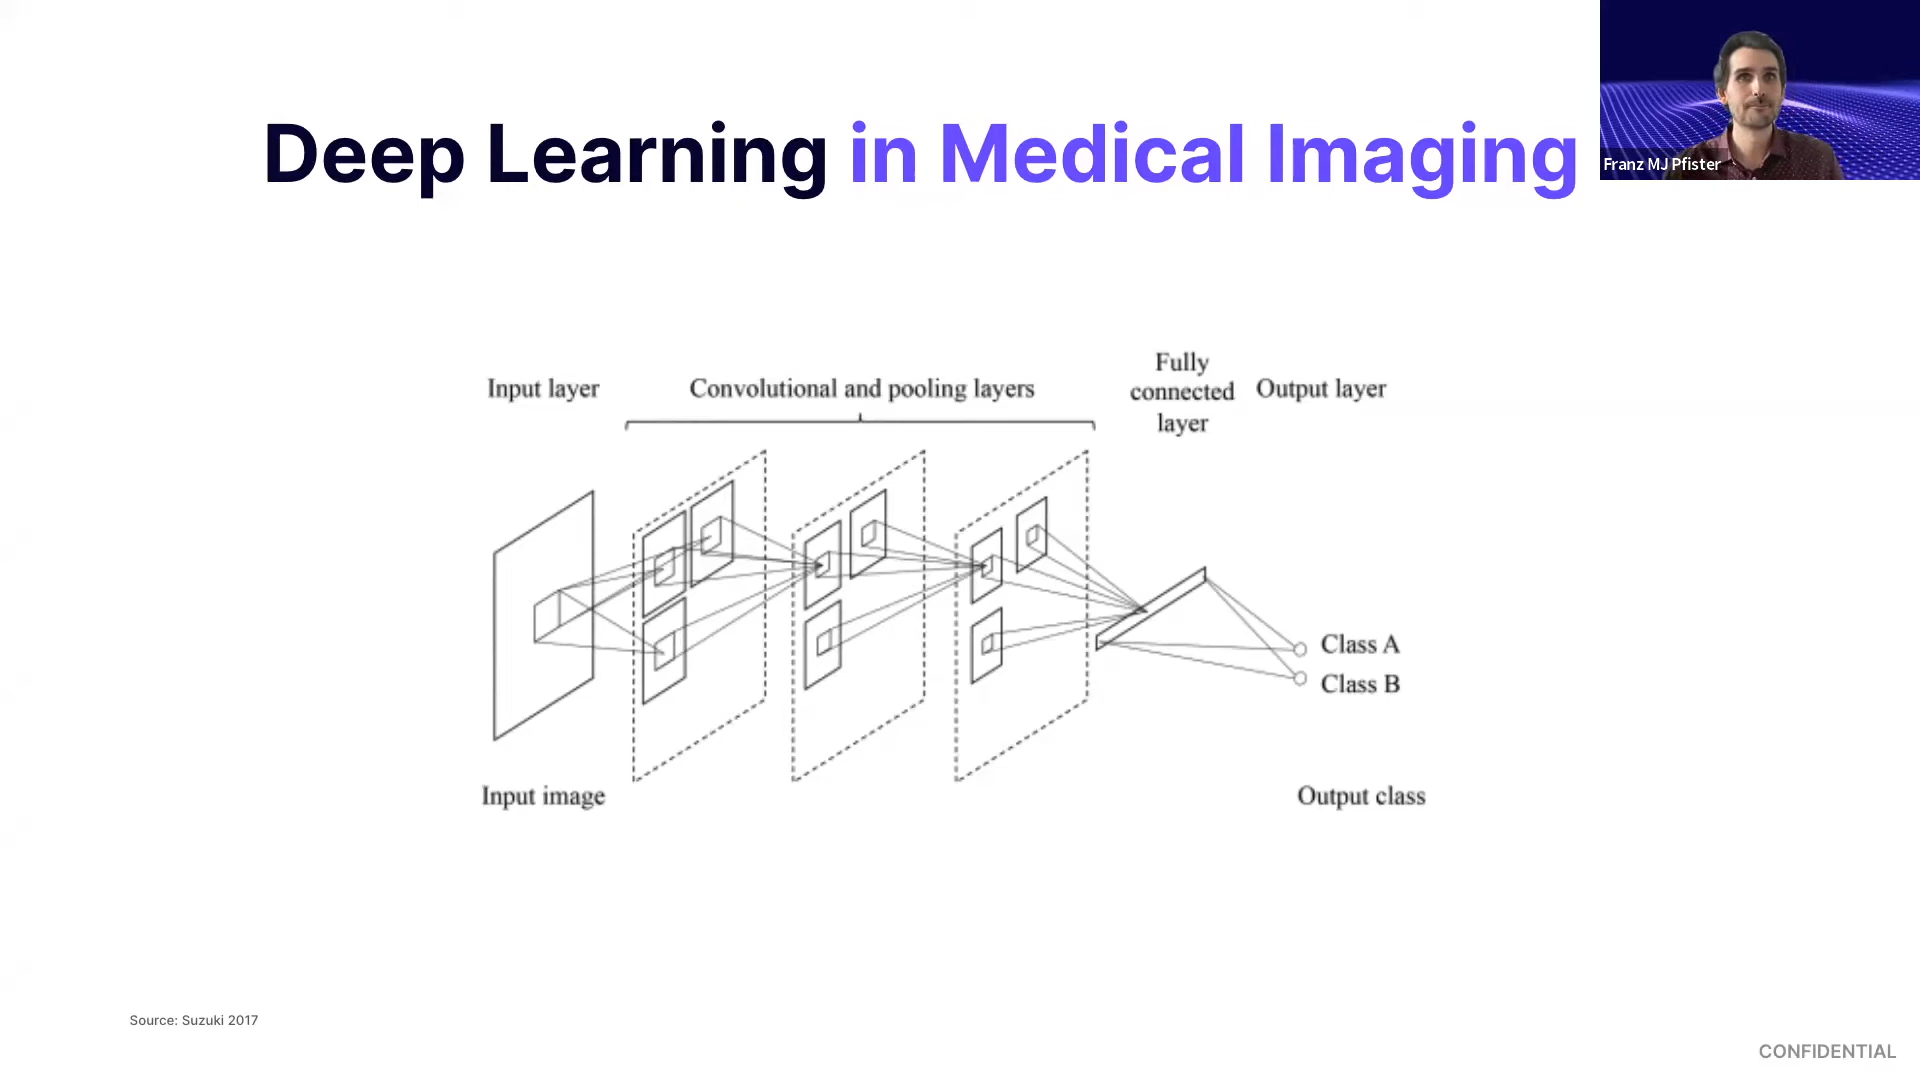 Deep Learning in Medical Imaging
Franz MJ Pfister
Input layer
Convolutional and pooling layers
Fully
connected
layer
Output layer
Class A
Class B
Input image
Output class
Source: Suzuki 2017
CONFIDENTIAL